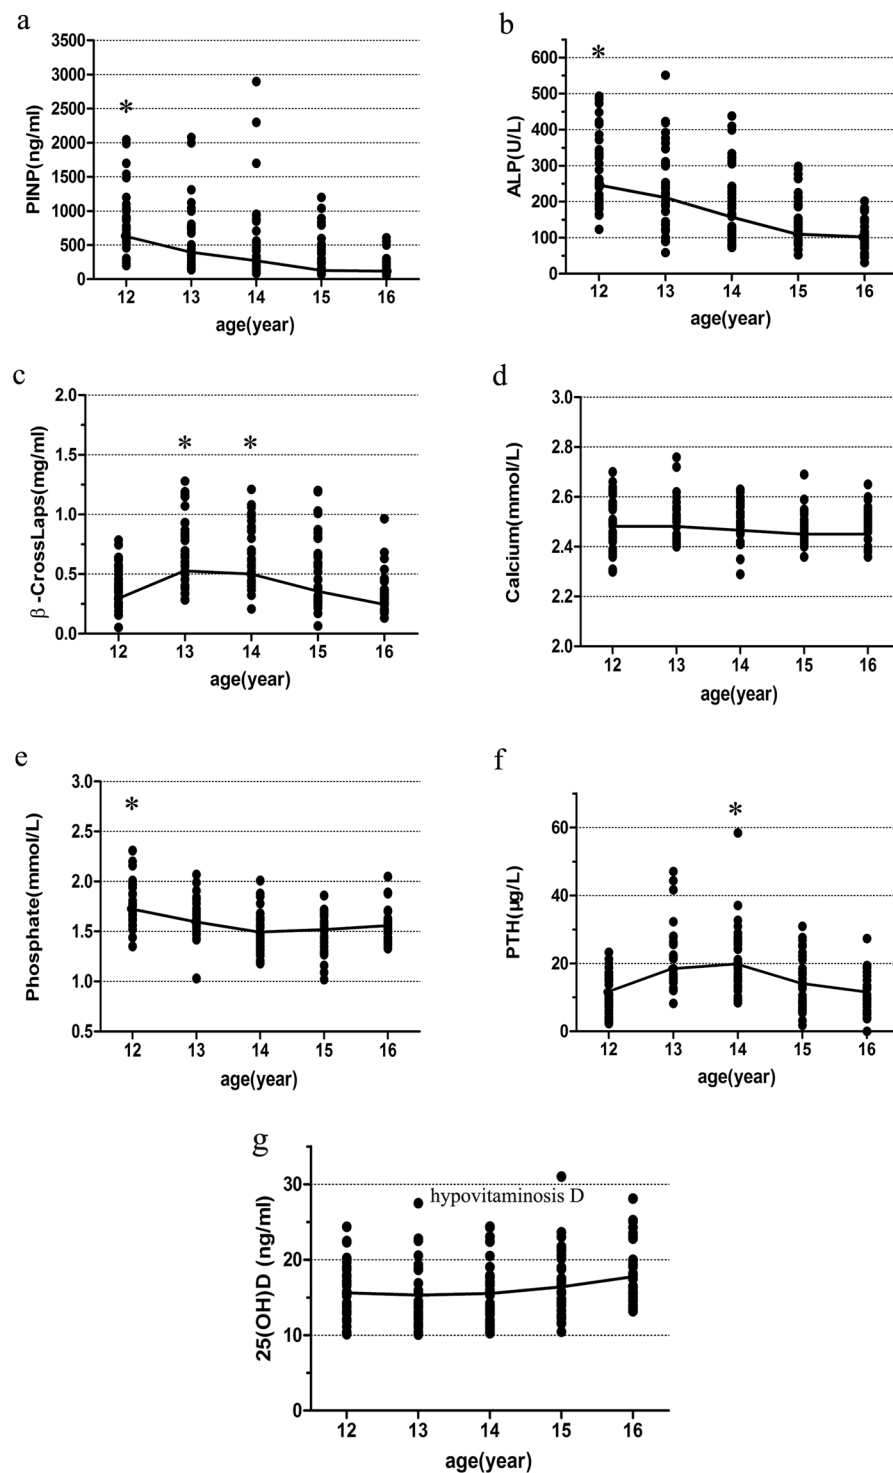 a
PINP(ng/ml)
3500
3000
2500
2000
1500
1000
500
0
*
12 13 14 15 16
age(year)
b
ALP(U/L)
600
500
400
300
200
100
0
*
12 13 14 15 16
age(year)
c
β-CrossLaps(mg/ml)
2.0
1.5
1.0
0.5
0.0
* *
12 13 14 15 16
age(year)
d
Calcium(mmol/L)
3.0
2.8
2.6
2.4
2.2
2.0
12 13 14 15 16
age(year)
e
Phosphate(mmol/L)
3.0
2.5
2.0
1.5
1.0
0.5
*
12 13 14 15 16
age(year)
f
PTH(μg/L)
60
40
20
0
*
12 13 14 15 16
age(year)
g
25(OH)D (ng/ml)
30
20
10
0
hypovitaminosis D
12 13 14 15 16
age(year)